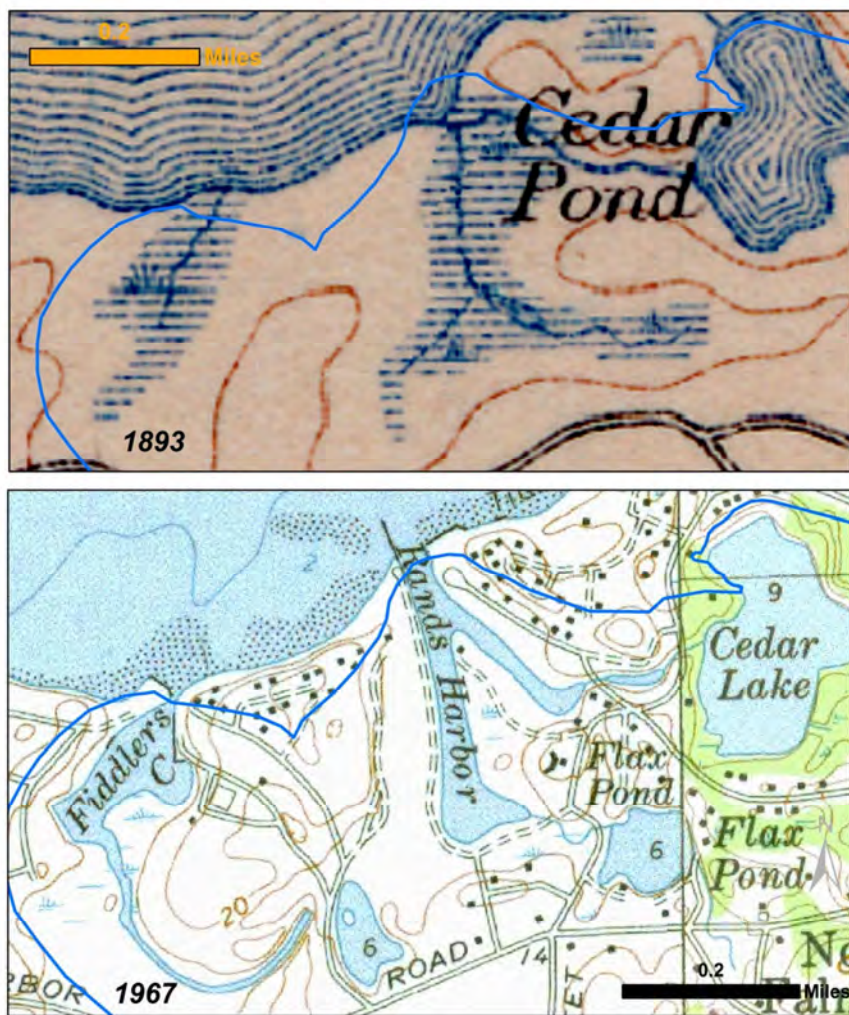 0.2
Miles
Cedar
Pond
1893
2
Rands Harbor
9
Cedar
Lake
Fiddlers
C
Flax
Pond
6
Flax
Pond
N
20
6
ROAD
14
0.2
Miles
1967